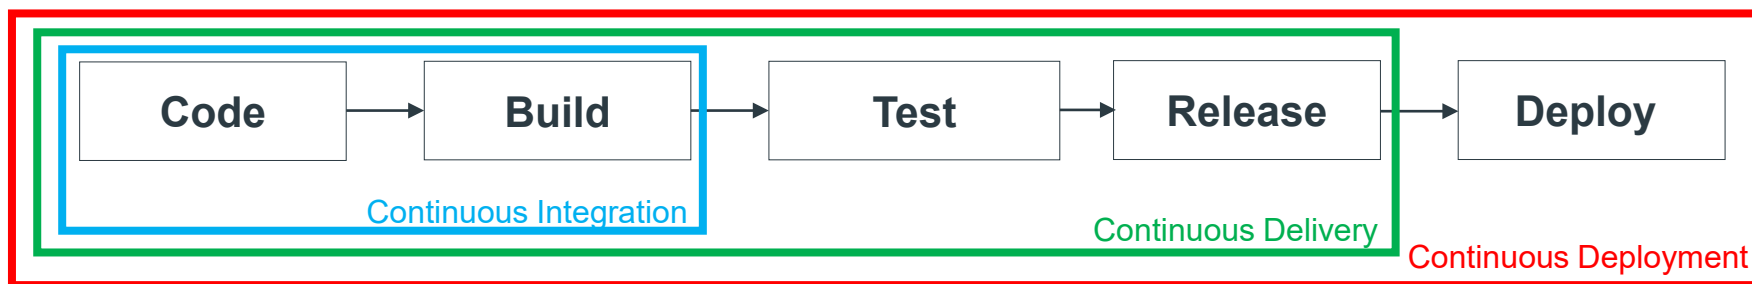 Code
Build
Test
Release
Deploy
Continuous Integration
Continuous Delivery
Continuous Deployment